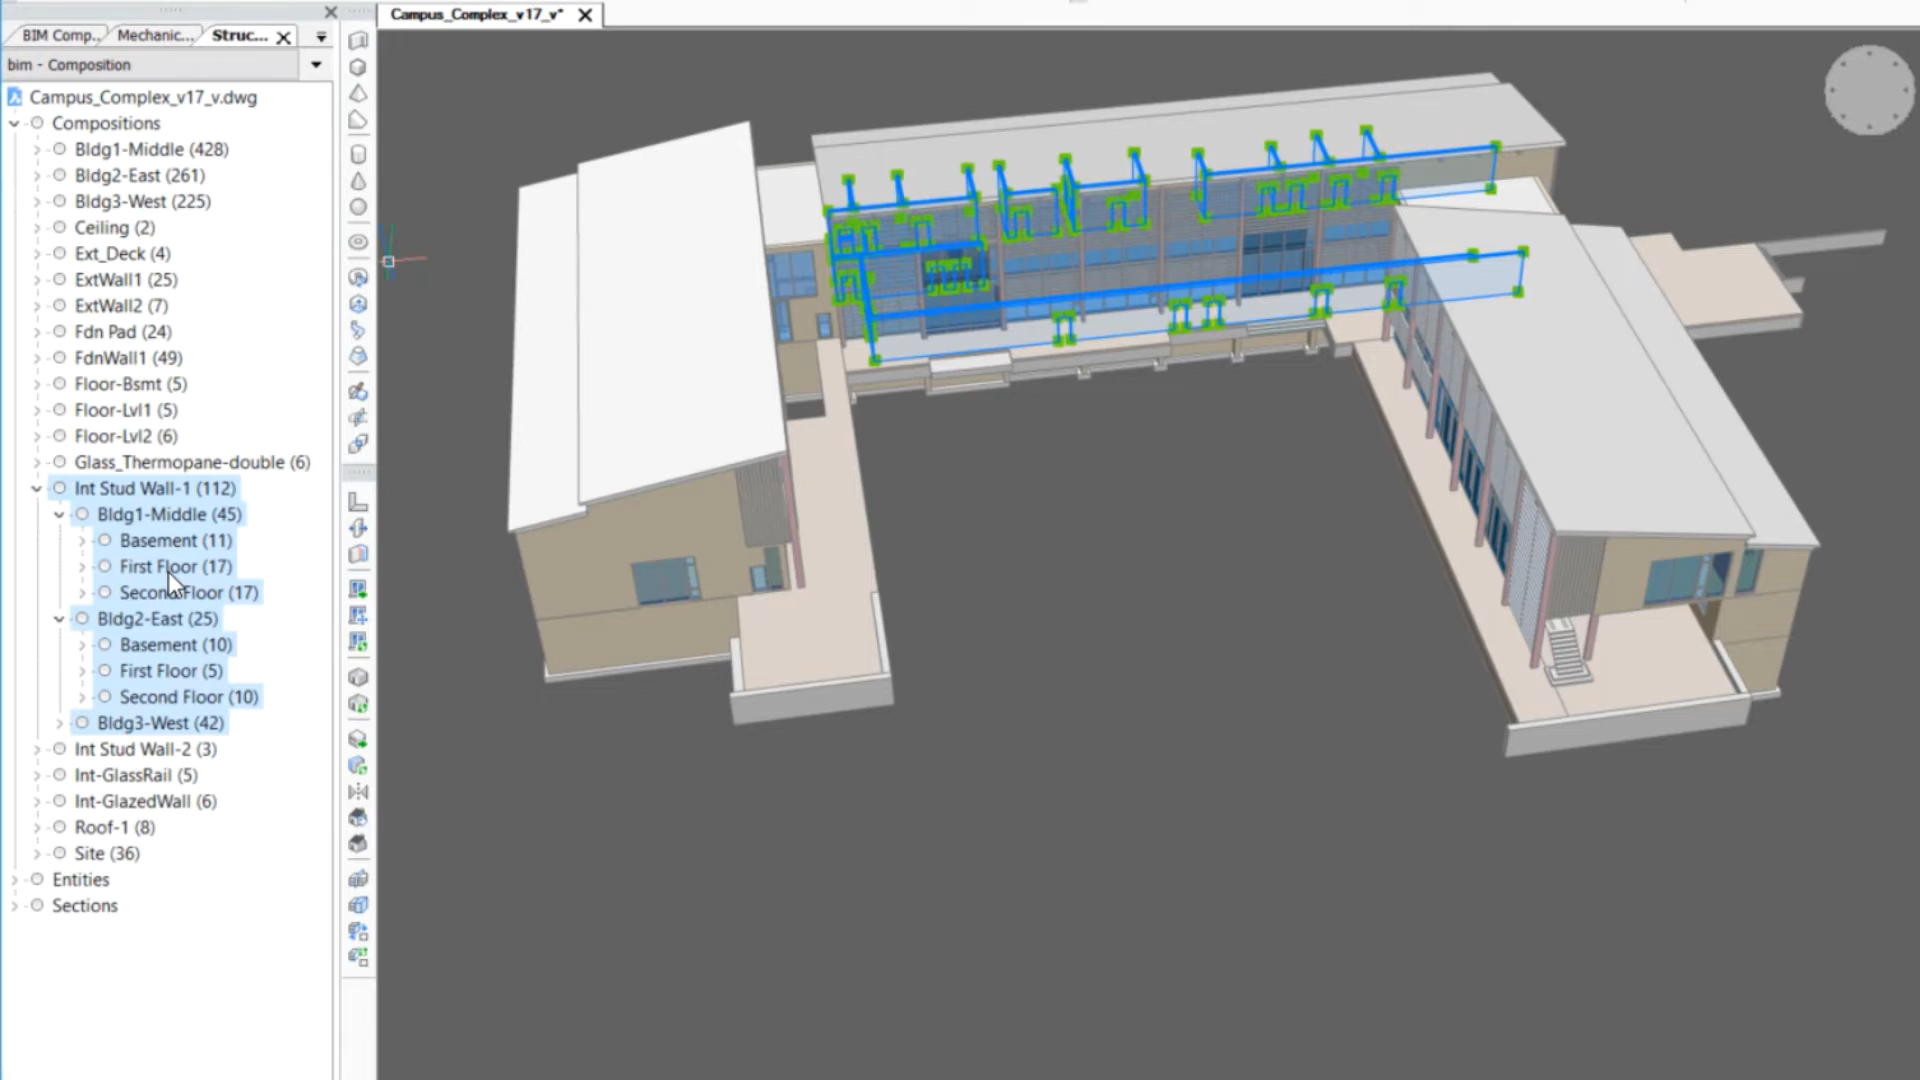 BIM Comp..
Mechanic...
Struc...
Campus_Complex_v17_v*
bim - Composition
Campus_Complex_v17_v.dwg
Compositions
Bldg1-Middle (428)
Bldg2-East (261)
Bldg3-West (225)
Ceiling (2)
Ext_Deck (4)
ExtWall1 (25)
ExtWall2 (7)
Fdn Pad (24)
FdnWall1 (49)
Floor-Bsmt (5)
Floor-Lvl1 (5)
Floor-Lvl2 (6)
Glass_Thermopane-double (6)
Int Stud Wall-1 (112)
Bldg1-Middle (45)
Basement (11)
First Floor (17)
Second Floor (17)
Bldg2-East (25)
Basement (10)
First Floor (5)
Second Floor (10)
Bldg3-West (42)
Int Stud Wall-2 (3)
Int-GlassRail (5)
Int-GlazedWall (6)
Roof-1 (8)
Site (36)
Entities
Sections